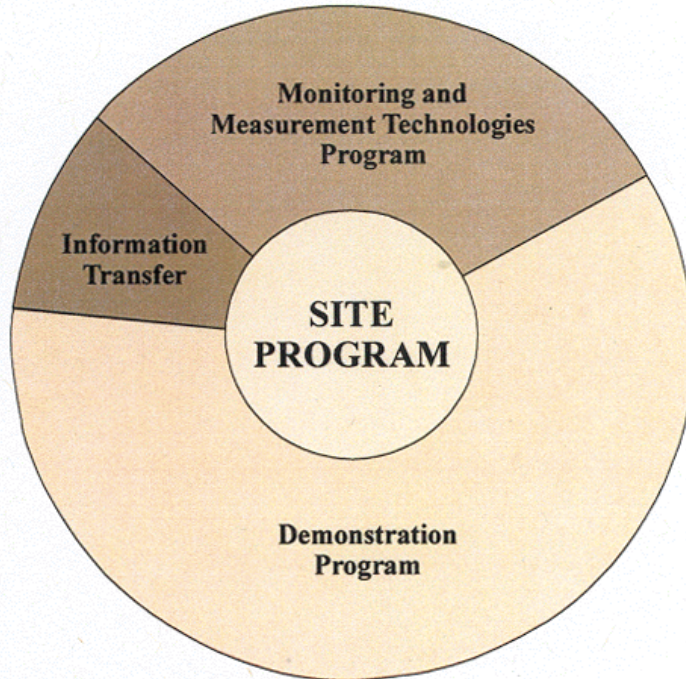 Monitoring and
Measurement Technologies
Program
Information
Transfer
SITE
PROGRAM
Demonstration
Program